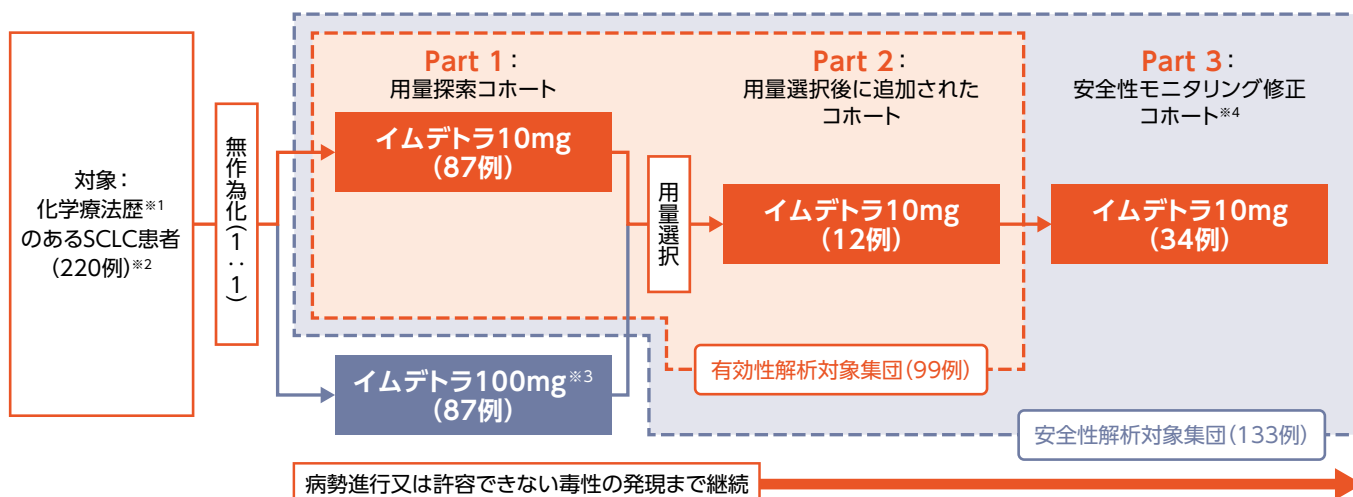 対象：
化学療法歴※1
のあるSCLC患者
(220例)※2
無作為化(1：1)
Part 1：
用量探索コホート
イムデトラ10mg
(87例)
イムデトラ100mg※3
(87例)
用量選択
Part 2：
用量選択後に追加された
コホート
イムデトラ10mg
(12例)
Part 3：
安全性モニタリング修正
コホート※4
イムデトラ10mg
(34例)
有効性解析対象集団(99例)
安全性解析対象集団(133例)
病勢進行又は許容できない毒性の発現まで継続